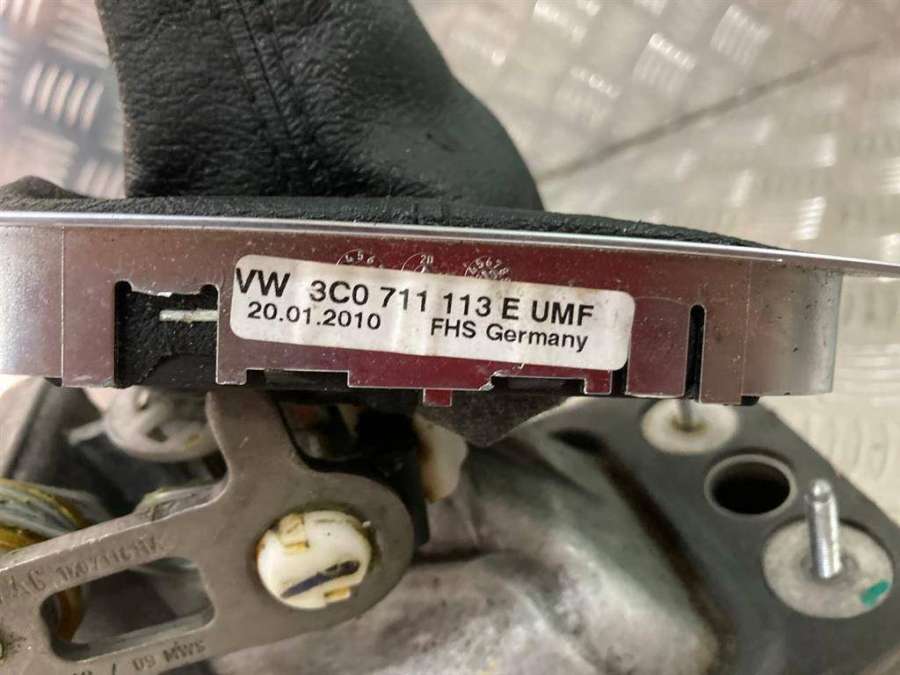 VW 3C0 711 113 E UMF
20.01.2010 FHS Germany